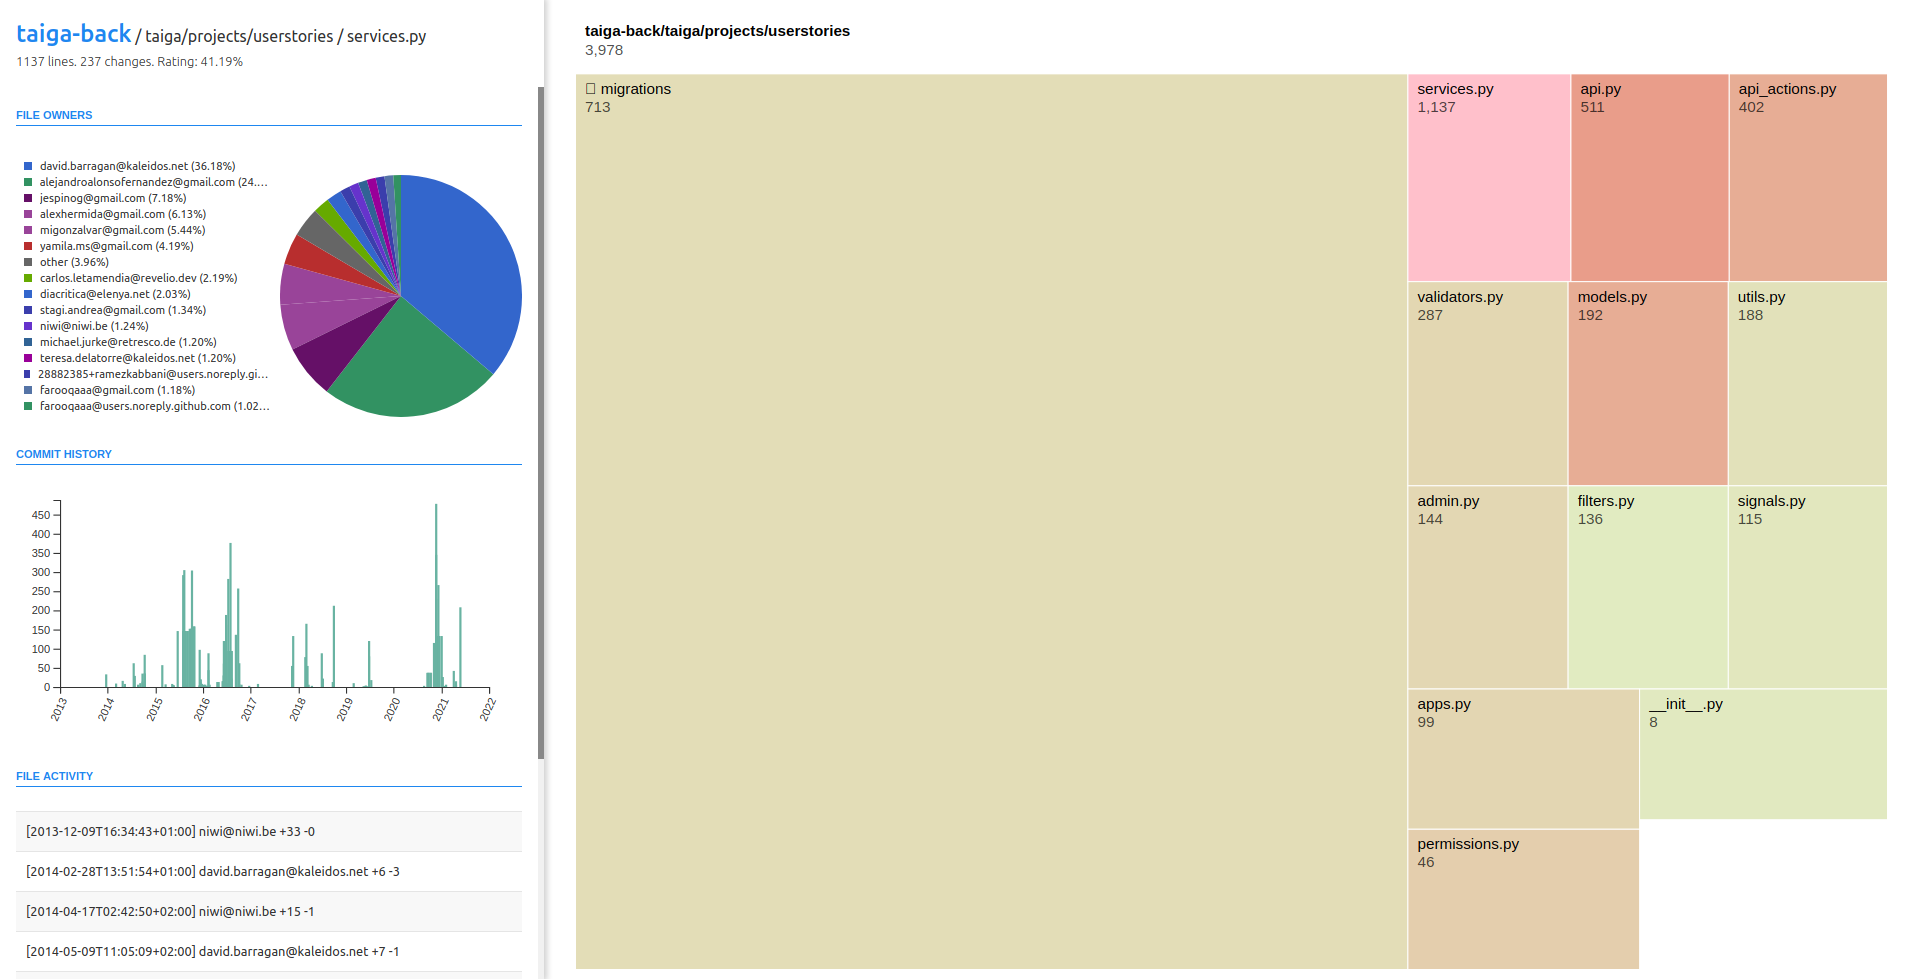 taiga-back / taiga/projects/userstories / services.py
1137 lines. 237 changes. Rating: 41.19%
FILE OWNERS
david.barragan@kaleidos.net (36.18%)
alejandroalonsofernandez@gmail.com (24....
jespinog@gmail.com (7.18%)
alexhermida@gmail.com (6.13%)
migonzalvar@gmail.com (5.44%)
yamila.ms@gmail.com (4.19%)
other (3.96%)
carlos.letamendia@revelio.dev (2.19%)
diacritica@elenya.net (2.03%)
stagi.andrea@gmail.com (1.34%)
niwi@niwi.be (1.24%)
michael.jurke@retresco.de (1.20%)
teresa.delatorre@kaleidos.net (1.20%)
28882385+ramezkabbani@users.noreply.gi...
farooqaaa@gmail.com (1.18%)
farooqaaa@users.noreply.github.com (1.02...
COMMIT HISTORY
450
400
350
300
250
200
150
100
50
0
2013 2014 2015 2016 2017 2018 2019 2020 2021 2022
FILE ACTIVITY
[2013-12-09T16:34:43+01:00] niwi@niwi.be +33 -0
[2014-02-28T13:51:54+01:00] david.barragan@kaleidos.net +6 -3
[2014-04-17T02:42:50+02:00] niwi@niwi.be +15 -1
[2014-05-09T11:05:09+02:00] david.barragan@kaleidos.net +7 -1
taiga-back/taiga/projects/userstories
3,978
migrations
713
services.py
1,137
api.py
511
api_actions.py
402
validators.py
287
models.py
192
utils.py
188
admin.py
144
filters.py
136
signals.py
115
apps.py
99
__init__.py
8
permissions.py
46